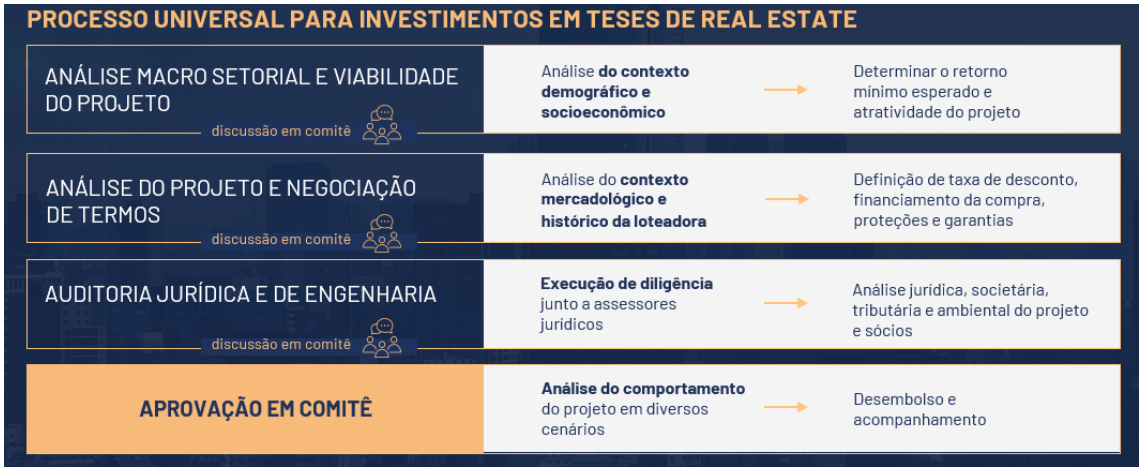 PROCESSO UNIVERSAL PARA INVESTIMENTOS EM TESES DE REAL ESTATE
ANÁLISE MACRO SETORIAL E VIABILIDADE
DO PROJETO
discussão em comitê
Análise do contexto
demográfico e
socioeconômico
Determinar o retorno
mínimo esperado e
atratividade do projeto
ANÁLISE DO PROJETO E NEGOCIAÇÃO
DE TERMOS
discussão em comitê
Análise do contexto
mercadológico e
histórico da loteadora
Definição de taxa de desconto,
financiamento da compra,
proteções e garantias
AUDITORIA JURÍDICA E DE ENGENHARIA
discussão em comitê
Execução de diligência
junto a assessores
jurídicos
Análise jurídica, societária,
tributária e ambiental do projeto
e sócios
APROVAÇÃO EM COMITÊ
Análise do comportamento
do projeto em diversos
cenários
Desembolso e
acompanhamento